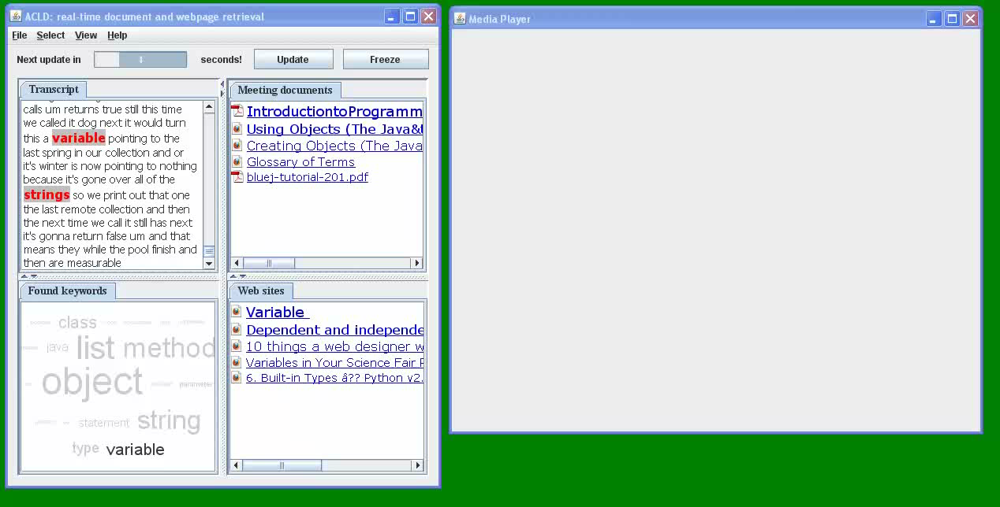 ACLD: real-time document and webpage retrieval
File Select View Help
Next update in 4 seconds! Update Freeze
Transcript
calls um returns true still this time
we called it dog next it would turn
this a variable pointing to the
last spring in our collection and or
it's winter is now pointing to nothing
because it's gone over all of the
strings so we print out that one
the last remote collection and then
the next time we call it still has next
it's gonna return false um and that
means they while the pool finish and
then are measurable
Meeting documents
IntroductiontoProgramm
Using Objects (The Java&t
Creating Objects (The Java
Glossary of Terms
bluej-tutorial-201.pdf
Found keywords
class
java list method
object
parameter
statement string
type variable
Web sites
Variable
Dependent and independe
10 things a web designer w
Variables in Your Science Fair P
6. Built-in Types â?? Python v2.
Media Player